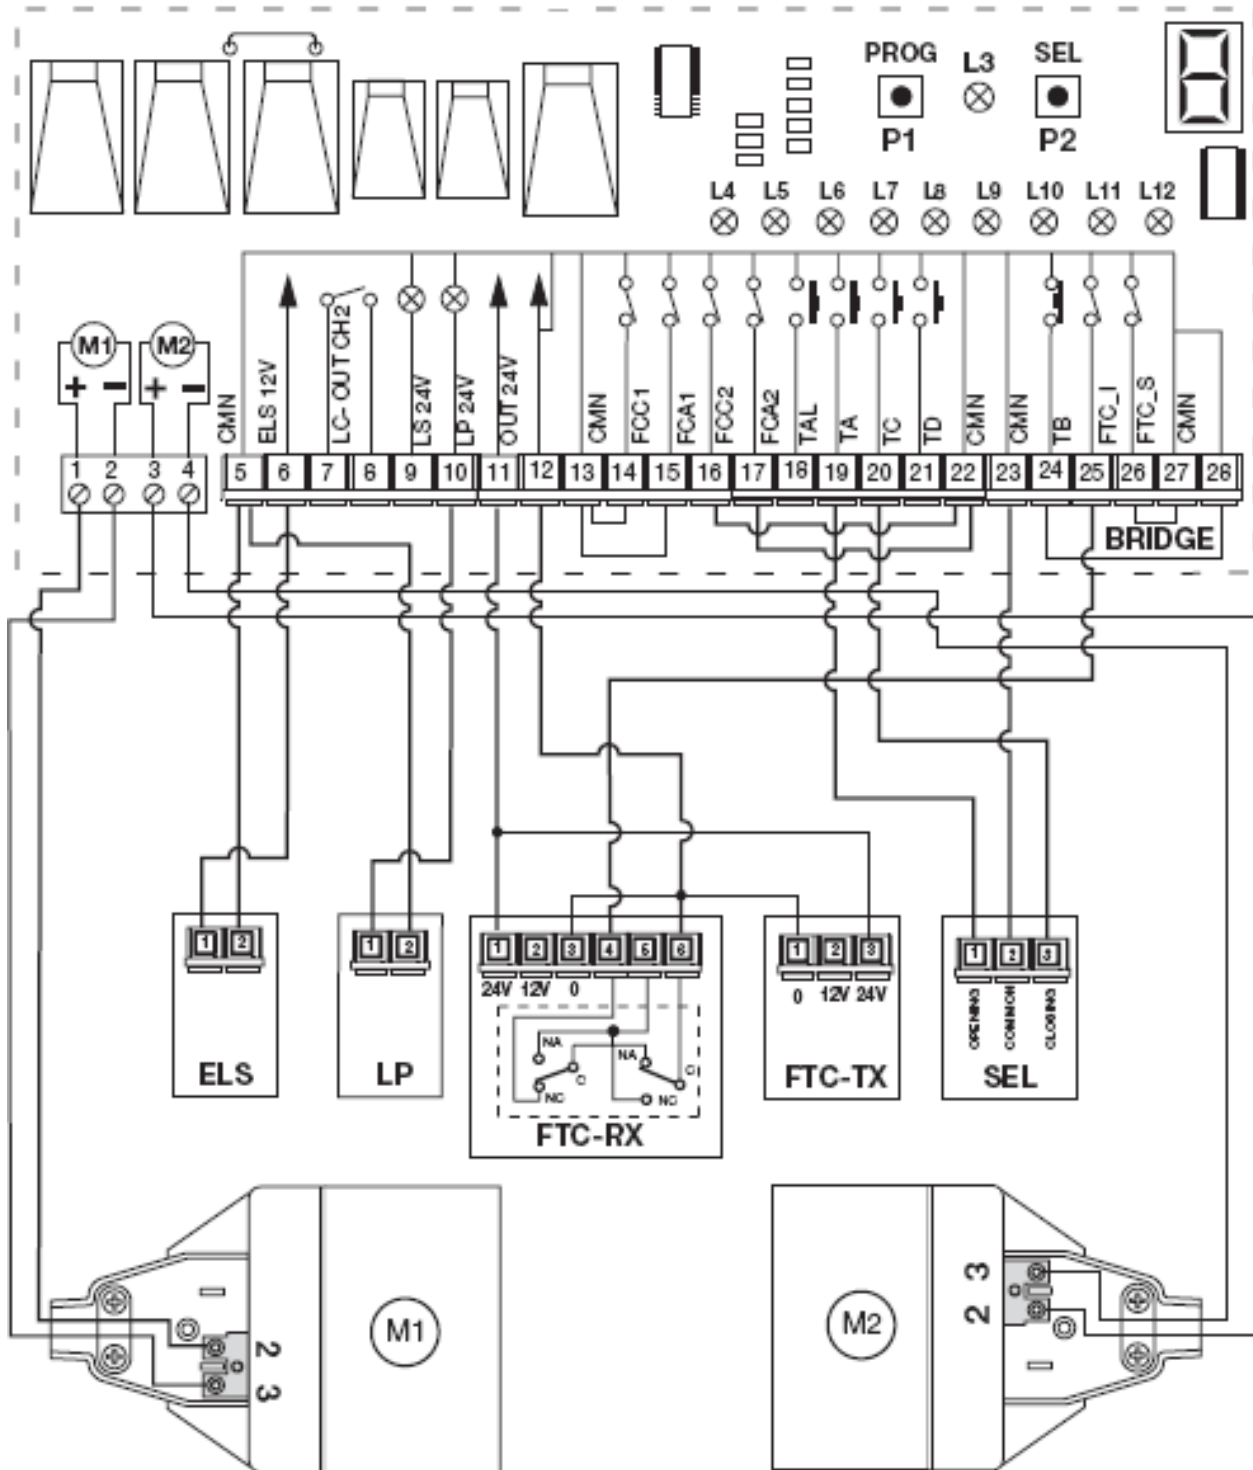 PROG L3 SEL
P1 P2
L4 L5 L6 L7 L8 L9 L10 L11 L12
M1 M2
+ - + -
CMN ELS 12V LC- OUT CH2 LS 24V LP 24V OUT 24V CMN FCC1 FCA1 FCC2 FCA2 TAL TA TC TD CMN CMN TB FTC_I FTC_S CMN
1 2 3 4 5 6 7 8 9 10 11 12 13 14 15 16 17 18 19 20 21 22 23 24 25 26 27 28
BRIDGE
1 2
1 2
1 2 3 4 5 6
1 2 3
1 2 3
24V 12V 0
0 12V 24V
OPENING COMMON CLOSING
NA NA
C C
NC NC
ELS LP FTC-RX FTC-TX SEL
M1 2 3
M2 3 2